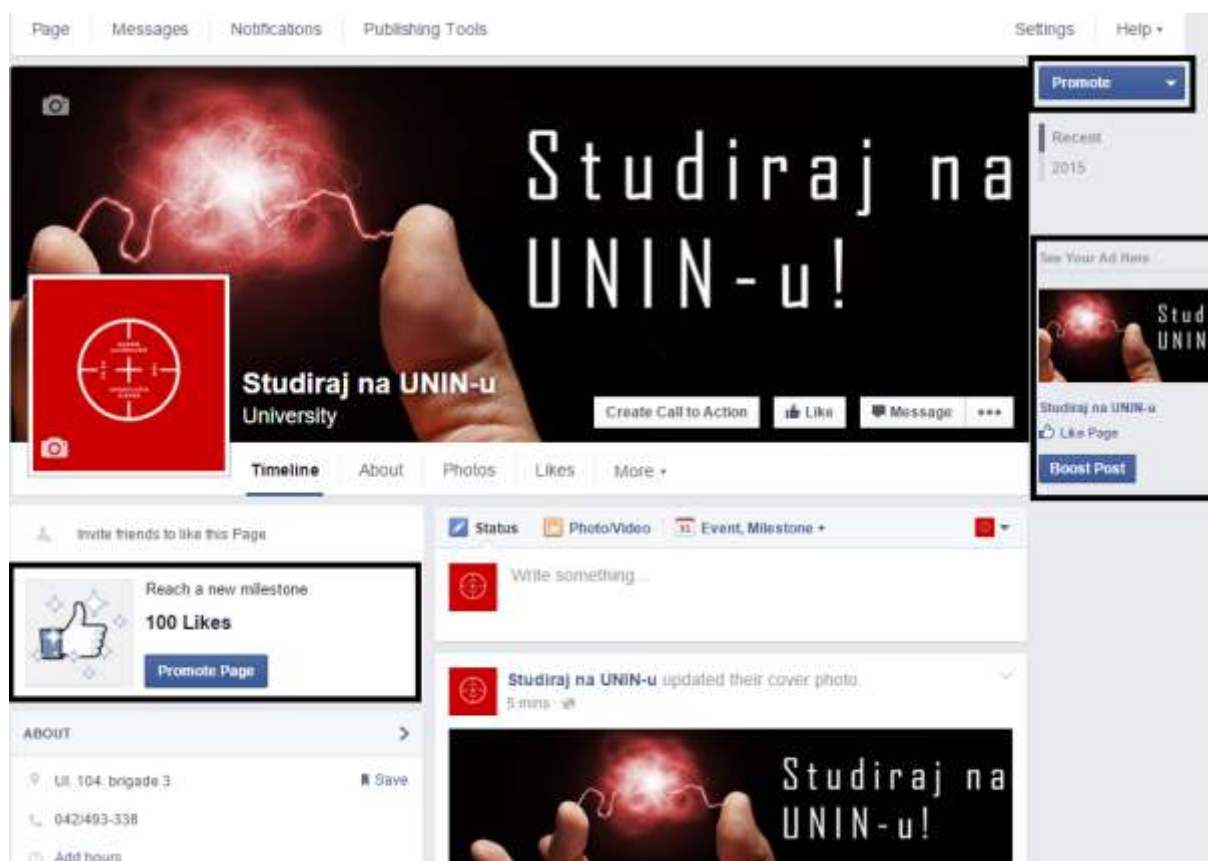 Page Messages Notifications Publishing Tools Settings Help
Promote
Recent
2015
Studiraj na
UNIN-u!
Studiraj na UNIN-u
University
Create Call to Action Like Message •••
See Your Ad Here
Stud
UNIN
Studiraj na UNIN-u
Like Page
Boost Post
Timeline About Photos Likes More
Invite friends to like this Page
Reach a new milestone
100 Likes
Promote Page
ABOUT
Ul. 104. brigade 3 Save
042/493-338
Add hours
Status Photo/Video 31 Event, Milestone +
Write something...
Studiraj na UNIN-u updated their cover photo.
5 mins
Studiraj na
UNIN-u!